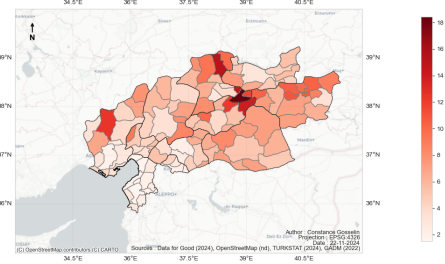 34.5°E 36°E 37.5°E 39°E 40.5°E
N
18
39°N 39°N
16
14
38°N 38°N
12
10
8
37°N 37°N
6
4
36°N 36°N
2
Author : Constance Gosselin
Projection : EPSG:4326
Date : 22-11-2024
(C) OpenStreetMap contributors (C) CARTO Sources : Data for Good (2024), OpenStreetMap (nd), TURKSTAT (2024), GADM (2022)
34.5°E 36°E 37.5°E 39°E 40.5°E